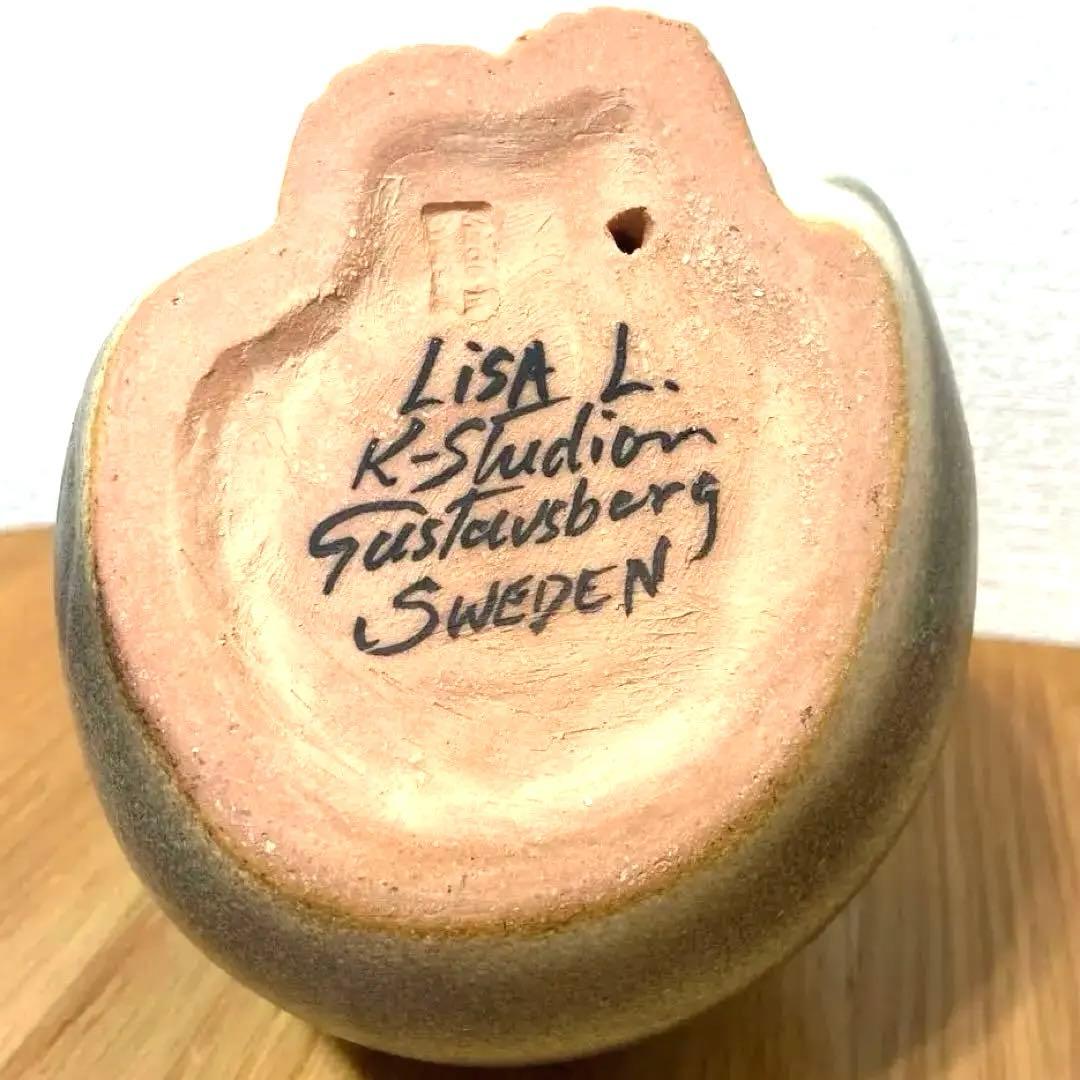 LiSA L.
K-Studion
Gustavsberg
SWEDEN